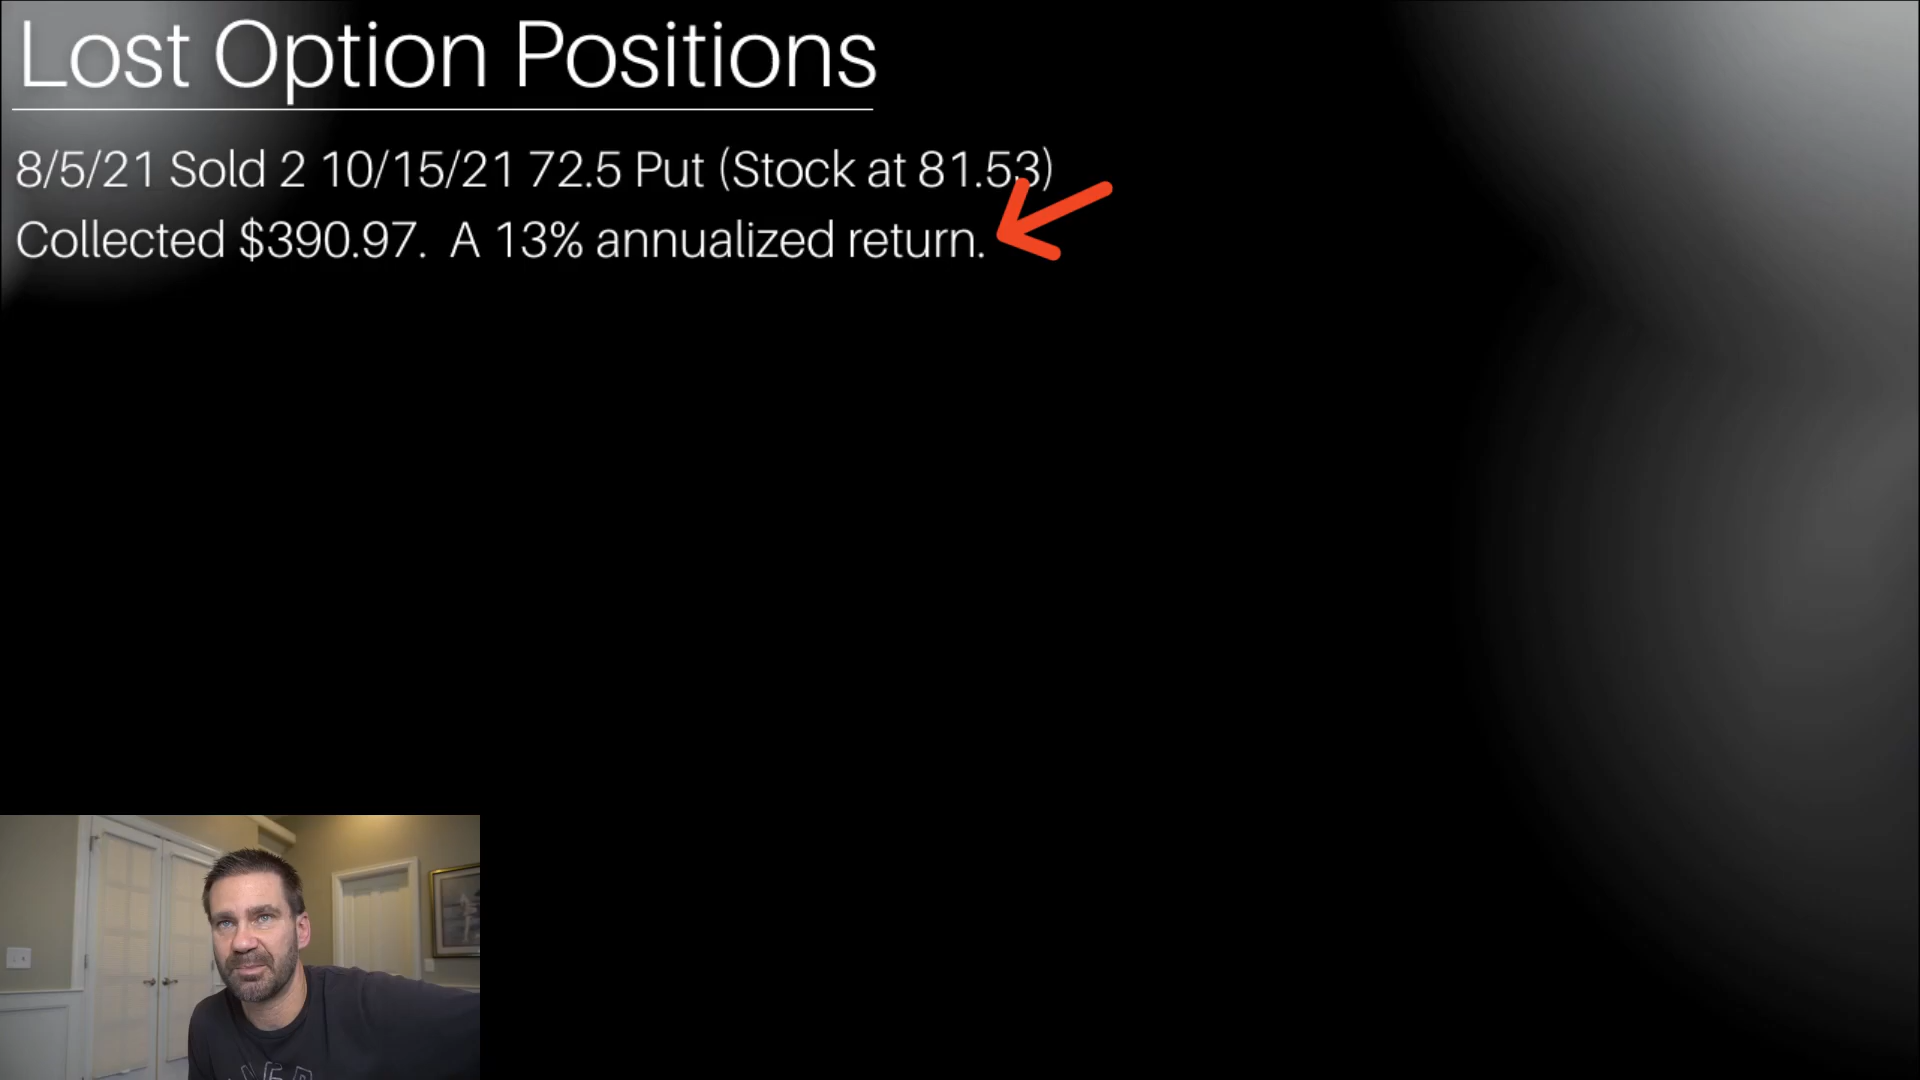 Lost Option Positions
8/5/21 Sold 2 10/15/21 72.5 Put (Stock at 81.53)
Collected $390.97. A 13% annualized return.